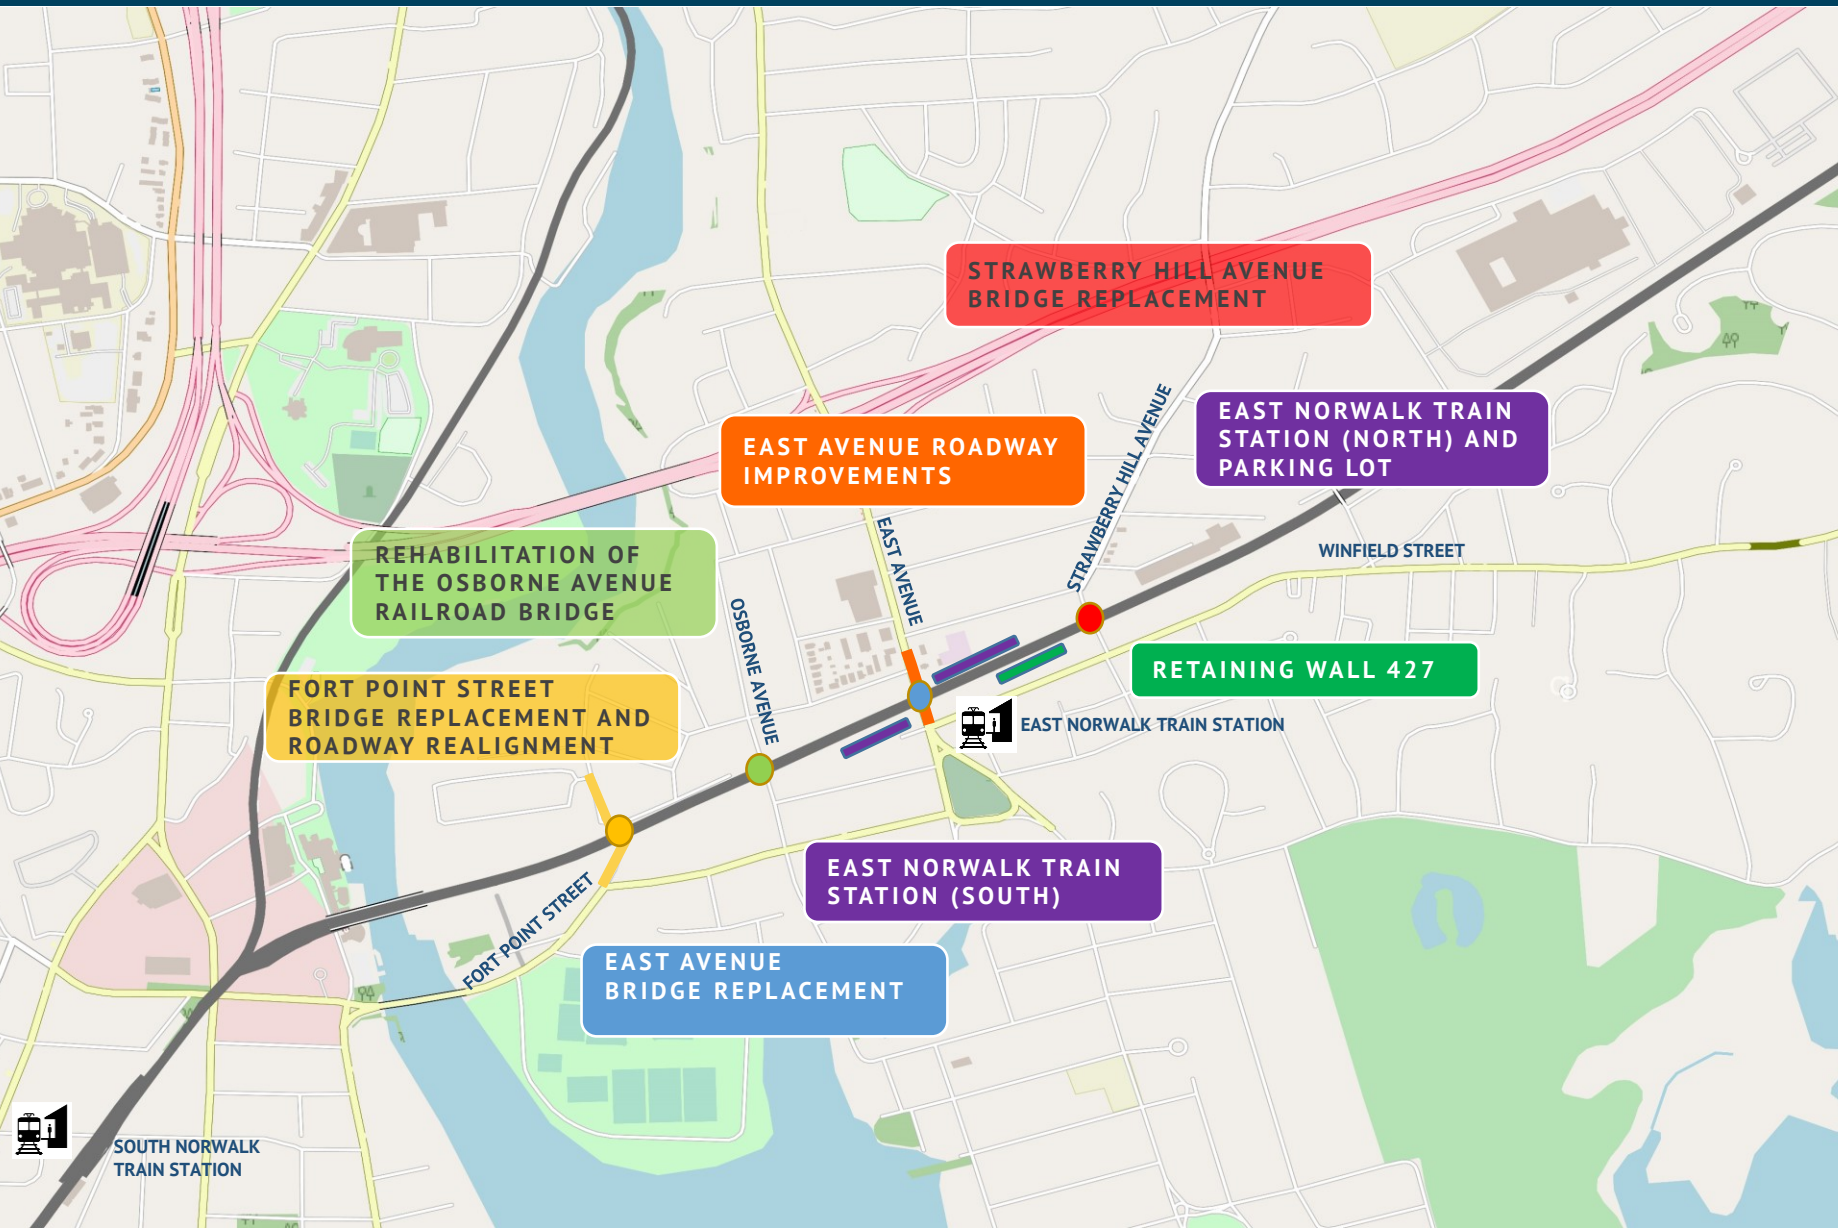 STRAWBERRY HILL AVENUE
BRIDGE REPLACEMENT
EAST NORWALK TRAIN
STATION (NORTH) AND
PARKING LOT
EAST AVENUE ROADWAY
IMPROVEMENTS
STRAWBERRY HILL AVENUE
EAST AVENUE
WINFIELD STREET
REHABILITATION OF
THE OSBORNE AVENUE
RAILROAD BRIDGE
OSBORNE AVENUE
RETAINING WALL 427
FORT POINT STREET
BRIDGE REPLACEMENT AND
ROADWAY REALIGNMENT
EAST NORWALK TRAIN STATION
EAST NORWALK TRAIN
STATION (SOUTH)
FORT POINT STREET
EAST AVENUE
BRIDGE REPLACEMENT
SOUTH NORWALK
TRAIN STATION